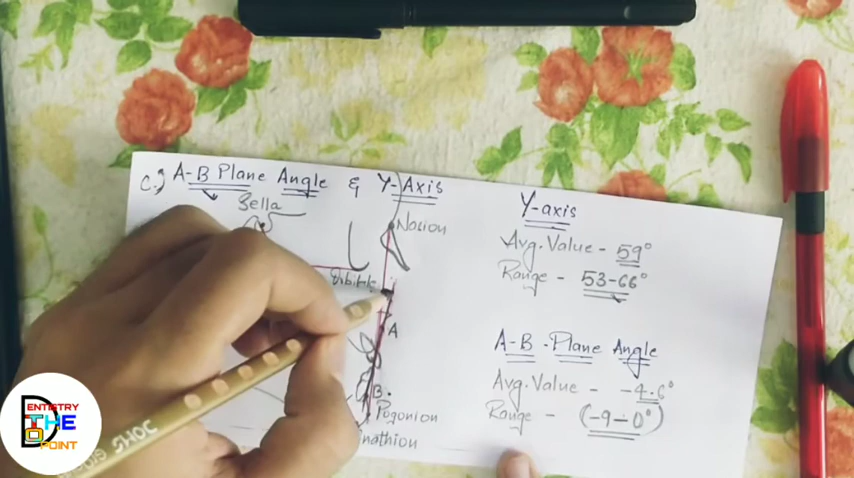 C.) A-B Plane Angle & Y-Axis
Sella
Nasion
Orbitale
A
B
Pogonion
Y-axis
Avg. Value - 59°
Range - 53-66°
A-B -Plane Angle
Avg. Value - -4.6°
Range - (-9-0°)
DENTISTRY
THE
POINT